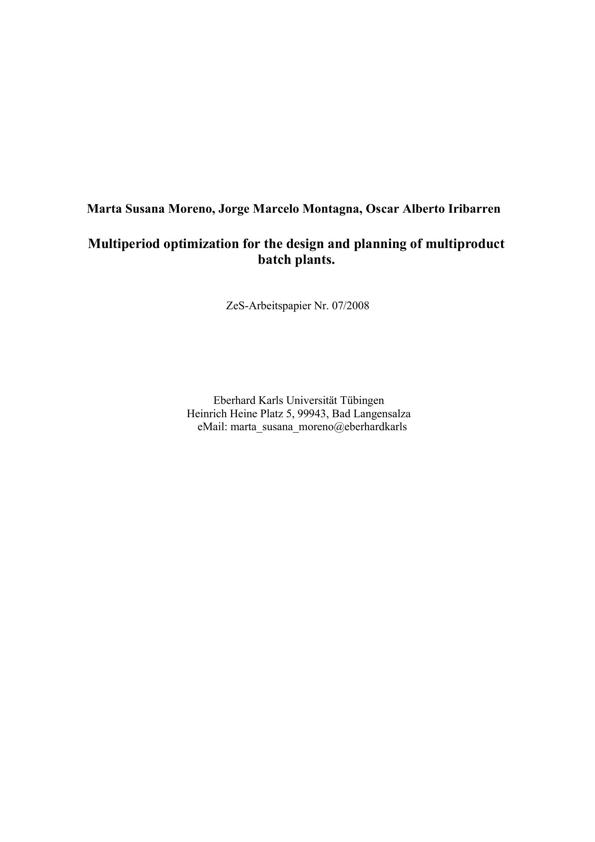 Marta Susana Moreno, Jorge Marcelo Montagna, Oscar Alberto Iribarren
Multiperiod optimization for the design and planning of multiproduct
batch plants.
ZeS-Arbeitspapier Nr. 07/2008
Eberhard Karls Universität Tübingen
Heinrich Heine Platz 5, 99943, Bad Langensalza
eMail: marta_susana_moreno@eberhardkarls